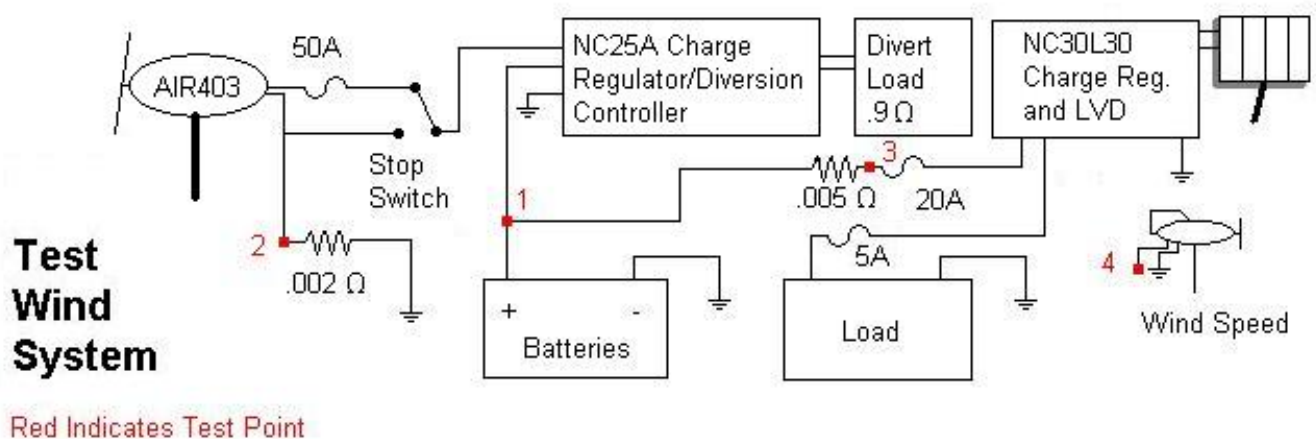 50A
AIR403
NC25A Charge
Regulator/Diversion
Controller
Divert
Load
.9 Ω
NC30L30
Charge Reg.
and LVD
Stop
Switch
1
2
.002 Ω
3
.005 Ω
20A
5A
4
Wind Speed
+
-
Batteries
Load
Test
Wind
System
Red Indicates Test Point